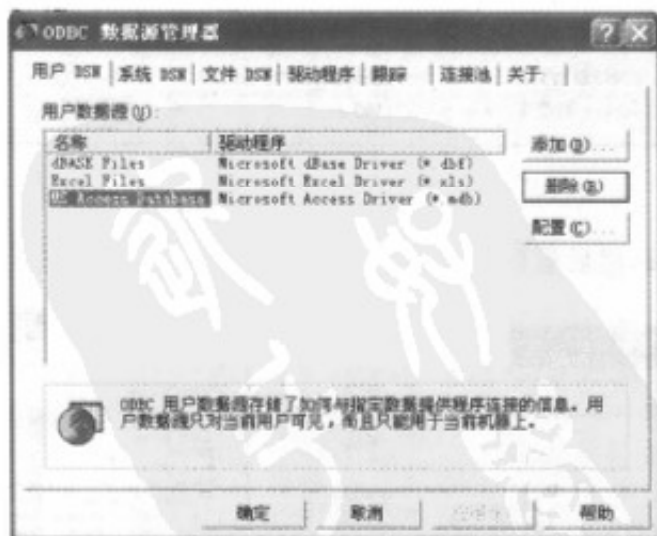 ODBC 数据源管理器
用户 DSN 系统 DSN 文件 DSN 驱动程序 跟踪 连接池 关于
用户数据源(U):
名称 驱动程序
添加(D)...
dBASE Files Microsoft dBase Driver (*.dbf)
Excel Files Microsoft Excel Driver (*.xls)
删除(R)
MS Access Database Microsoft Access Driver (*.mdb)
配置(C)...
ODBC 用户数据源存储了如何与指定数据提供程序连接的信息。用
户数据源只对当前用户可见，而且只能用于当前机器上。
确定 取消 帮助